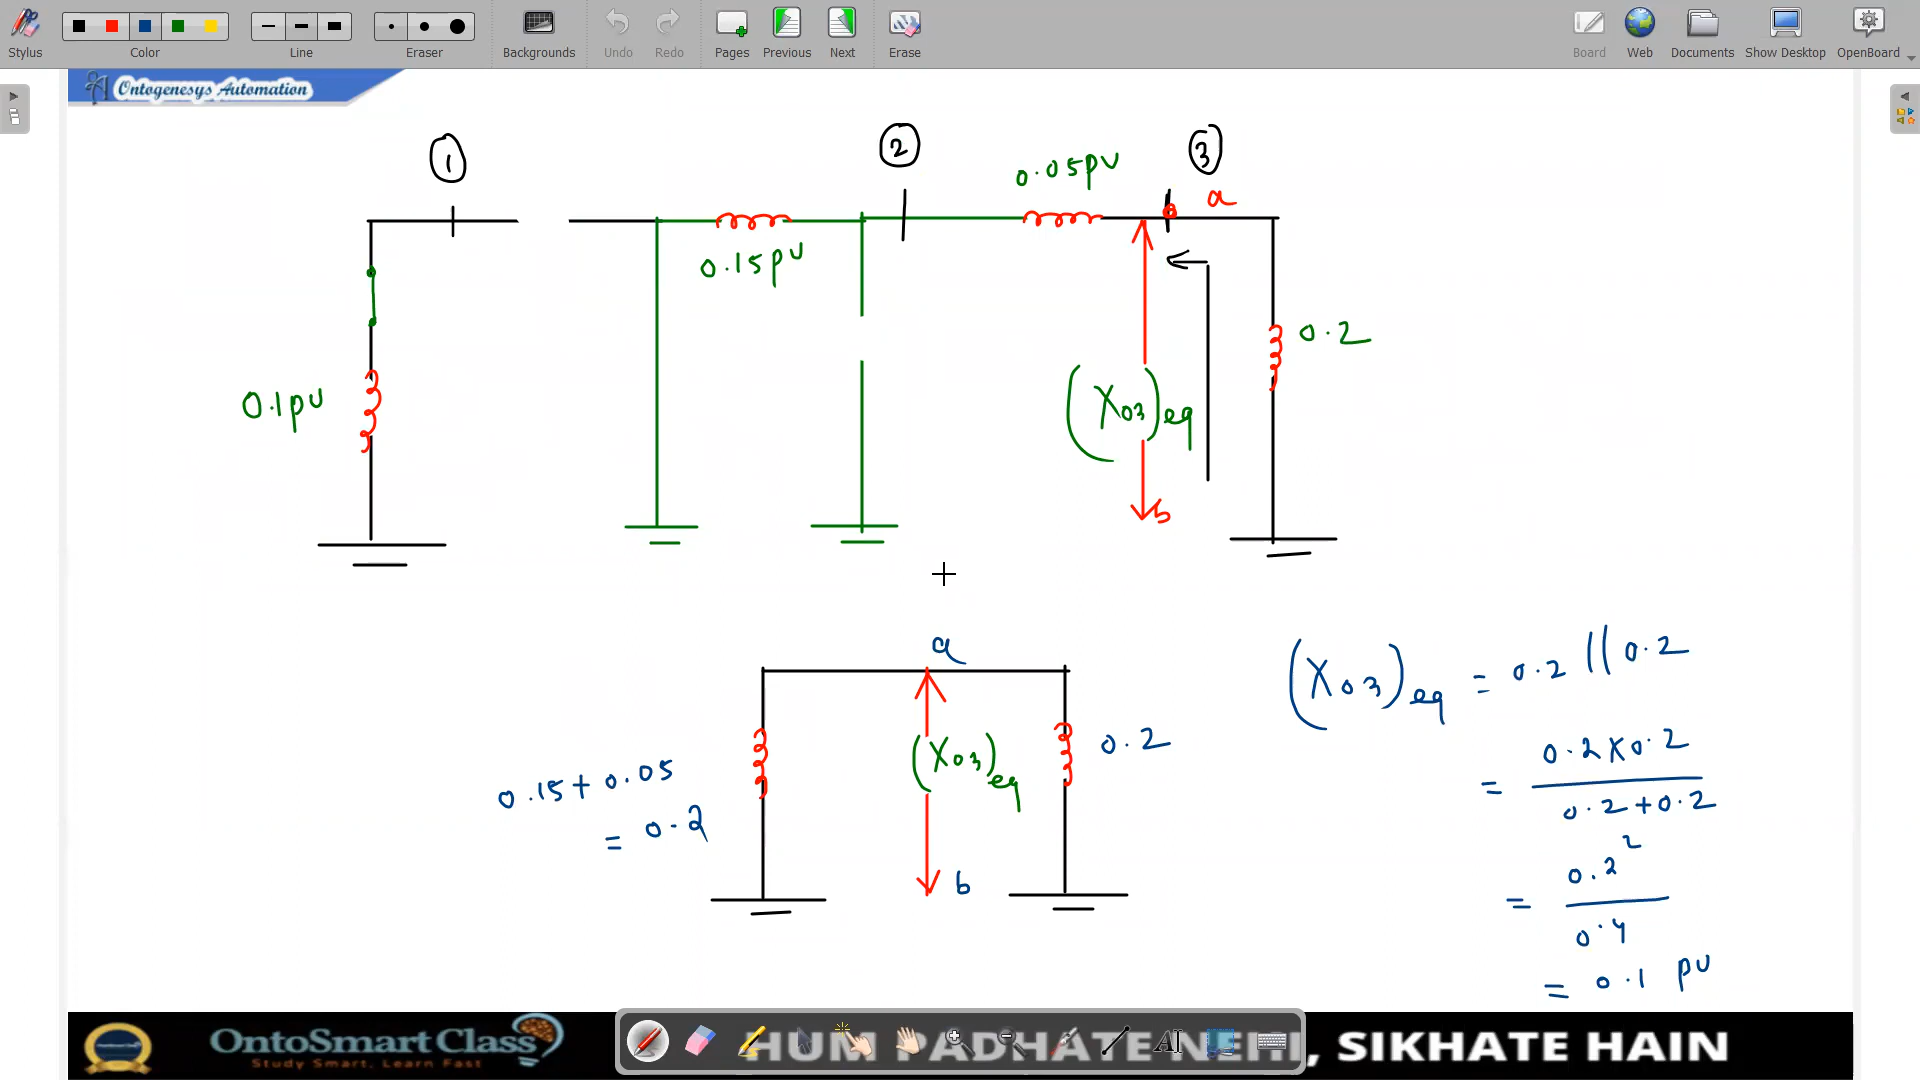 Stylus
Color
Line
Eraser
Backgrounds
Undo
Redo
Pages
Previous
Next
Erase
Board
Web
Documents
Show Desktop
OpenBoard
Ontogenesys Automation
1
2
3
0.05pu
a
0.15pu
0.2
0.1pu
(X03)eq
b
a
0.15+0.05
= 0.2
(X03)eq
0.2
b
(X03)eq = 0.2 || 0.2
= 0.2X0.2
0.2+0.2
= 0.2²
0.4
= 0.1 pu
OntoSmart Class
Study Smart, Learn Fast
HUM PADHATE NEHI, SIKHATE HAIN